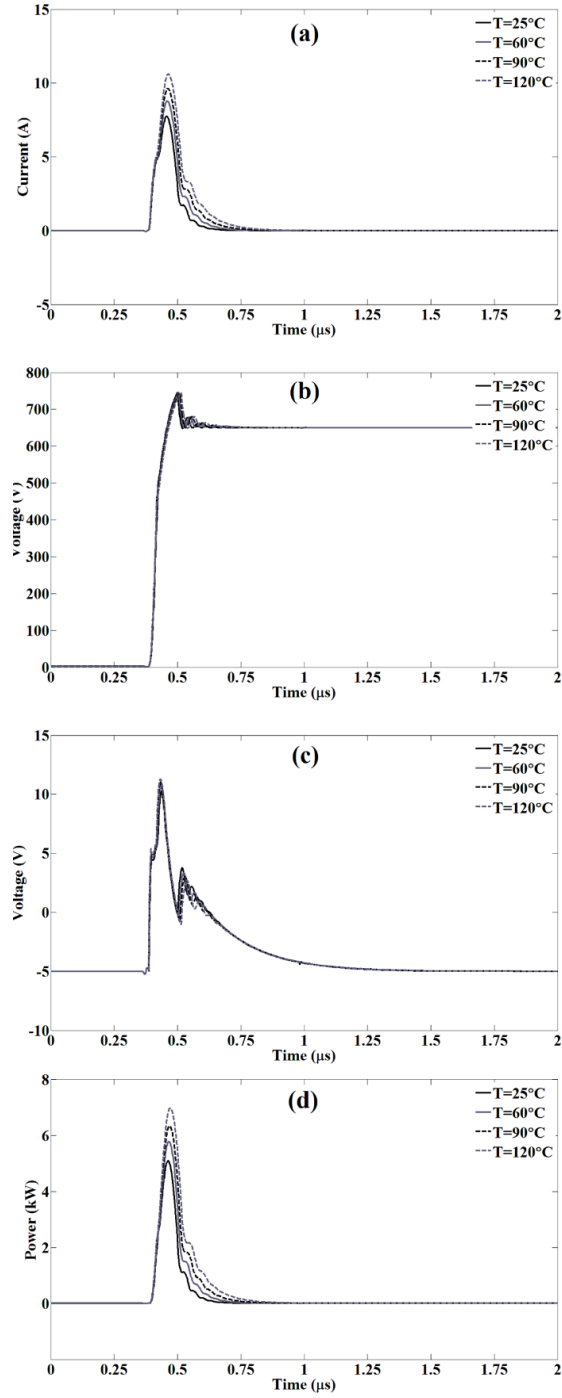 15
(a)
T=25°C
T=60°C
10
T=90°C
T=120°C
Current (A)
5
0
-5
0 0.25 0.5 0.75 1 1.25 1.5 1.75 2
Time (μs)
800
(b)
T=25°C
700
T=60°C
T=90°C
600
T=120°C
500
Voltage (V)
400
300
200
100
0
0 0.25 0.5 0.75 1 1.25 1.5 1.75 2
Time (μs)
15
(c)
T=25°C
T=60°C
10
T=90°C
T=120°C
5
Voltage (V)
0
-5
-10
0 0.25 0.5 0.75 1 1.25 1.5 1.75 2
Time (μs)
8
(d)
T=25°C
T=60°C
6
T=90°C
T=120°C
4
Power (kW)
2
0
0 0.25 0.5 0.75 1 1.25 1.5 1.75 2
Time (μs)